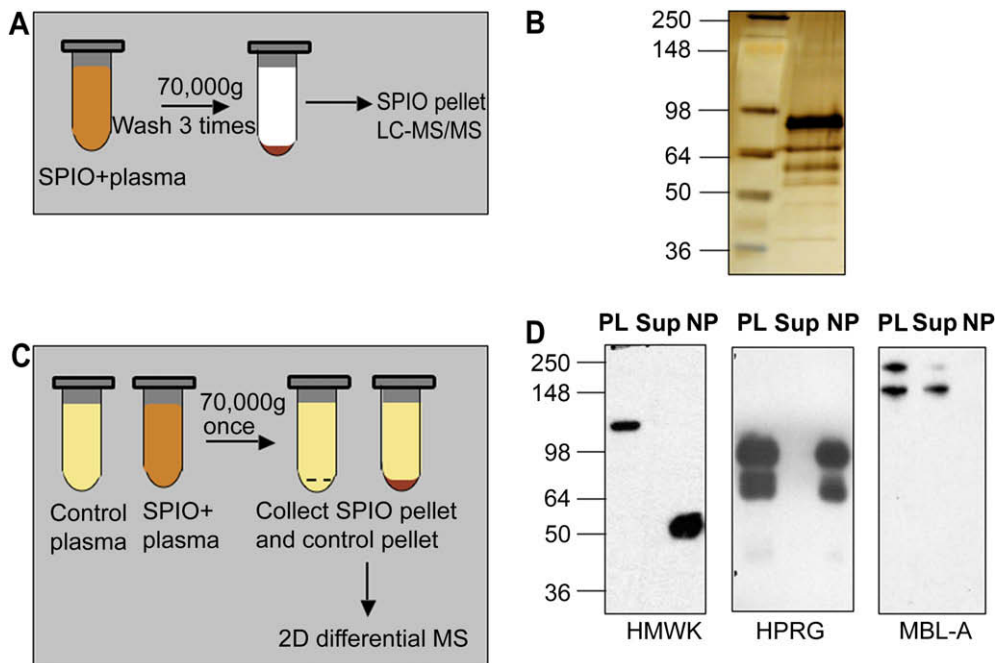 A
70,000g
Wash 3 times
SPIO pellet
LC-MS/MS
SPIO+plasma
B
250
148
98
64
50
36
C
70,000g
once
Control
plasma
SPIO+
plasma
Collect SPIO pellet
and control pellet
2D differential MS
D
PL Sup NP
PL Sup NP
PL Sup NP
250
148
98
64
50
36
HMWK
HPRG
MBL-A